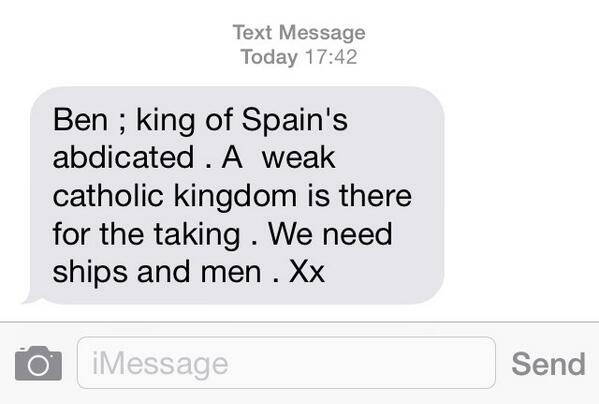 Text Message
Today 17:42
Ben ; king of Spain's
abdicated . A  weak
catholic kingdom is there
for the taking . We need
ships and men . Xx
iMessage
Send